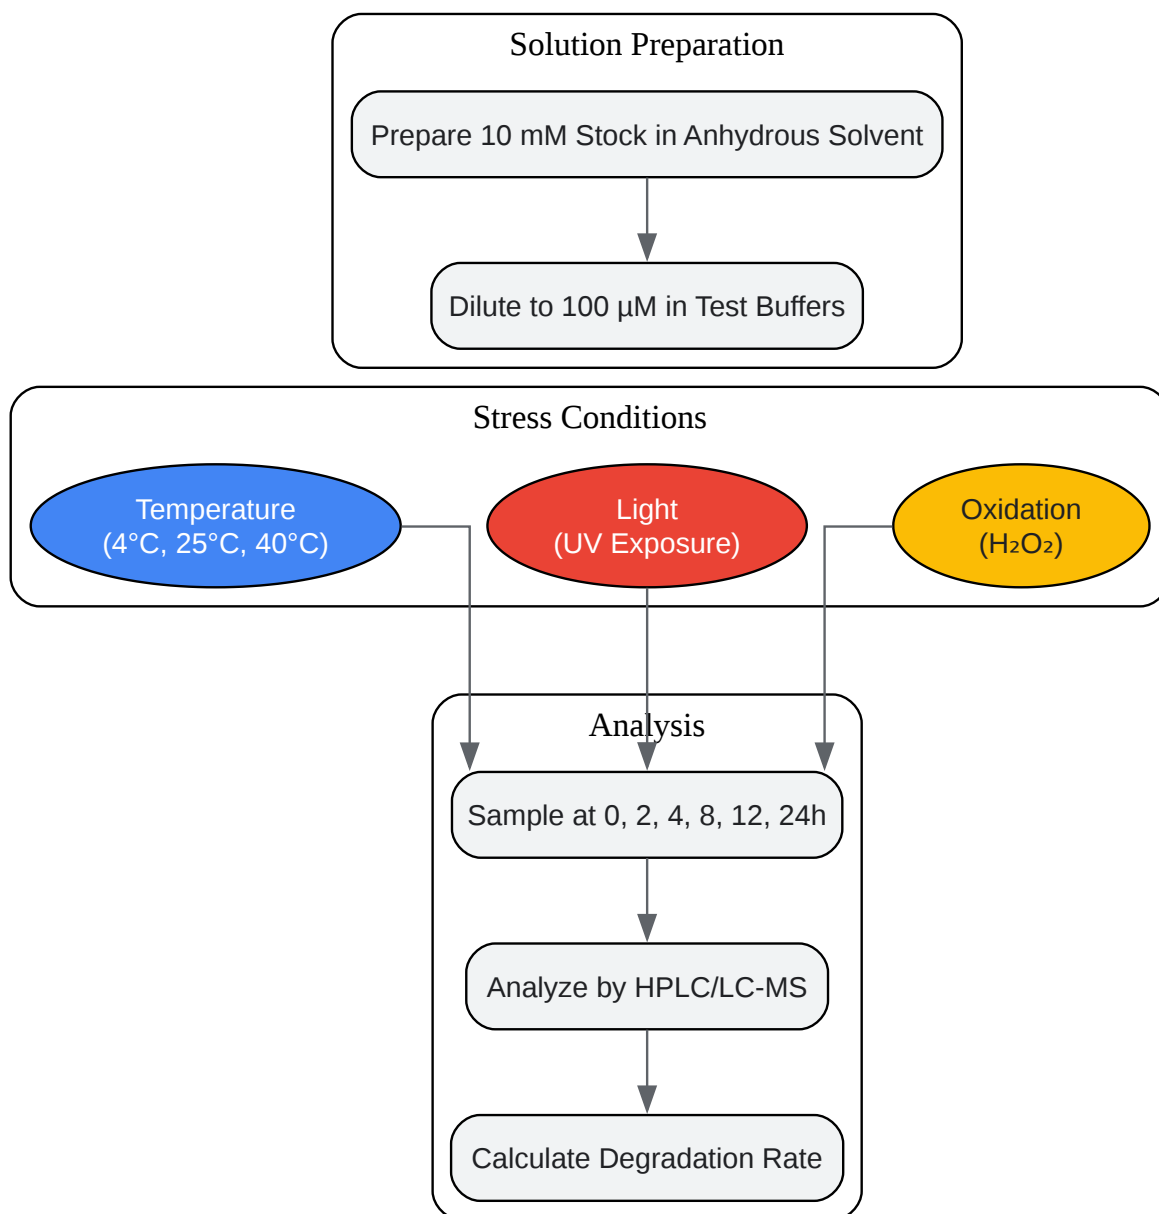 Solution Preparation
Prepare 10 mM Stock in Anhydrous Solvent
Dilute to 100 µM in Test Buffers
Stress Conditions
Temperature
(4°C, 25°C, 40°C)
Light
(UV Exposure)
Oxidation
(H₂O₂)
Analysis
Sample at 0, 2, 4, 8, 12, 24h
Analyze by HPLC/LC-MS
Calculate Degradation Rate